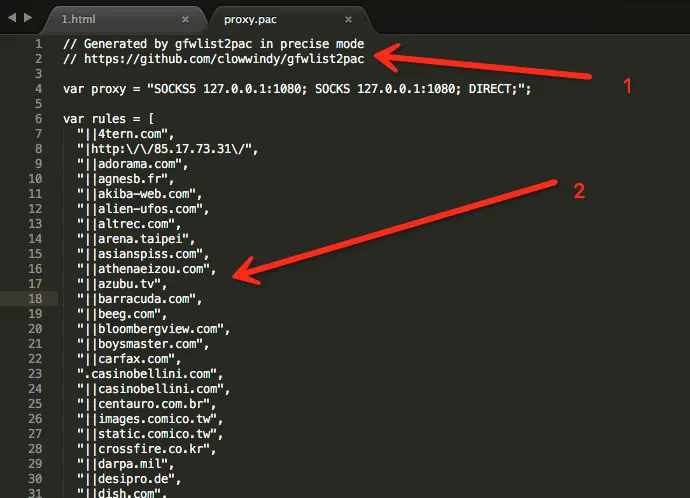 1.html × proxy.pac ×
1 // Generated by gfwlist2pac in precise mode
2 // https://github.com/clowwindy/gfwlist2pac
3
4 var proxy = "SOCKS5 127.0.0.1:1080; SOCKS 127.0.0.1:1080; DIRECT;";
5
6 var rules = [
7 "||4tern.com",
8 "|http:\/\/85.17.73.31\/",
9 "||adorama.com",
10 "||agnesb.fr",
11 "||akiba-web.com",
12 "||alien-ufos.com",
13 "||altrec.com",
14 "||arena.taipei",
15 "||asianspiss.com",
16 "||athenaeizou.com",
17 "||azubu.tv",
18 "||barracuda.com",
19 "||beeg.com",
20 "||bloombergview.com",
21 "||boysmaster.com",
22 "||carfax.com",
23 ".casinobellini.com",
24 "||casinobellini.com",
25 "||centauro.com.br",
26 "||images.comico.tw",
27 "||static.comico.tw",
28 "||crossfire.co.kr",
29 "||darpa.mil",
30 "||desipro.de",
31 "||dish.com",
1
2